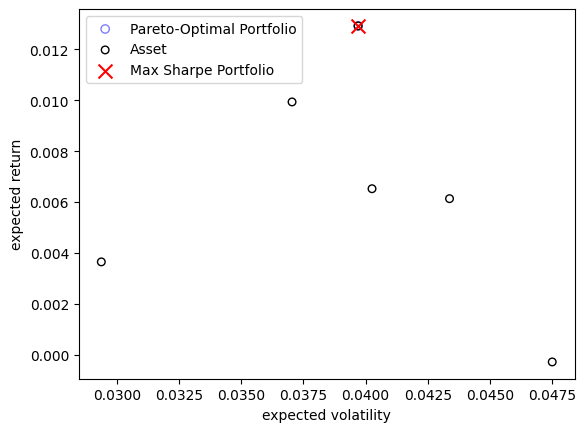 Pareto-Optimal Portfolio
Asset
Max Sharpe Portfolio
0.012
0.010
0.008
0.006
0.004
0.002
0.000
expected return
0.0300 0.0325 0.0350 0.0375 0.0400 0.0425 0.0450 0.0475
expected volatility